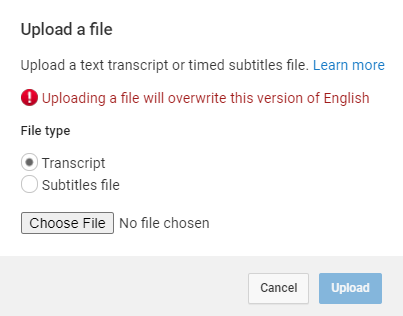 Upload a file
Upload a text transcript or timed subtitles file. Learn more
Uploading a file will overwrite this version of English
File type
Transcript
Subtitles file
Choose File No file chosen
Cancel Upload